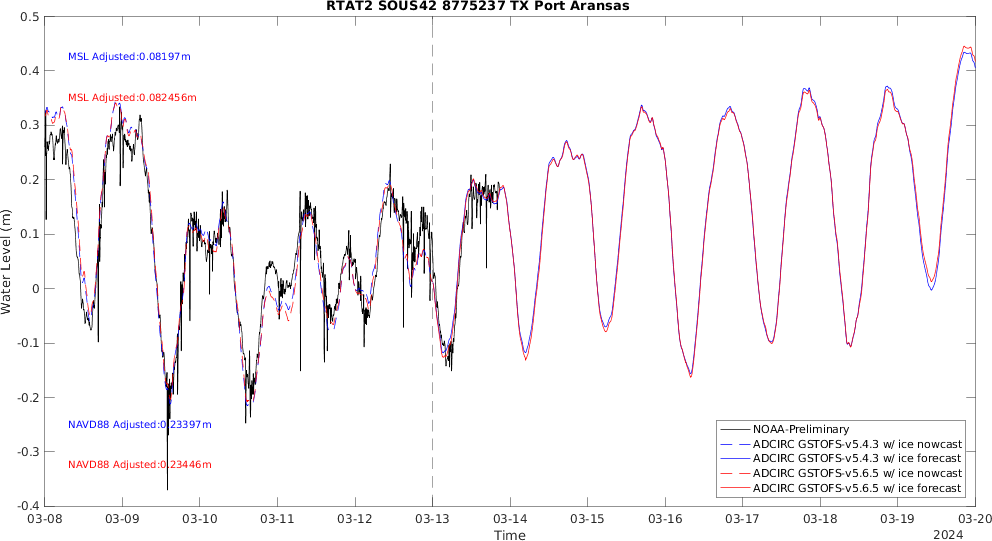 RTAT2 SOUS42 8775237 TX Port Aransas
MSL Adjusted:0.08197m
MSL Adjusted:0.082456m
NAVD88 Adjusted:0.23397m
NAVD88 Adjusted:0.23446m
Water Level (m)
0.5
0.4
0.3
0.2
0.1
0
-0.1
-0.2
-0.3
-0.4
NOAA-Preliminary
ADCIRC GSTOFS-v5.4.3 w/ ice nowcast
ADCIRC GSTOFS-v5.4.3 w/ ice forecast
ADCIRC GSTOFS-v5.6.5 w/ ice nowcast
ADCIRC GSTOFS-v5.6.5 w/ ice forecast
03-08 03-09 03-10 03-11 03-12 03-13 03-14 03-15 03-16 03-17 03-18 03-19 03-20
Time
2024